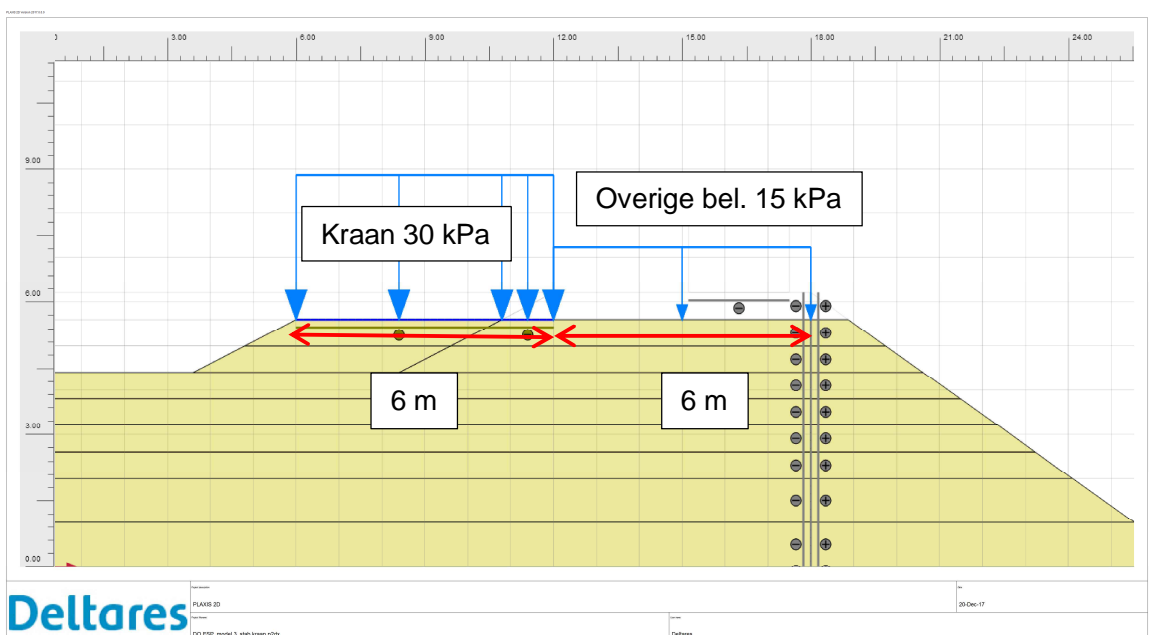 PLAXIS 2D
3.00
6.00
9.00
12.00
15.00
18.00
21.00
24.00
9.00
Overige bel. 15 kPa
Kraan 30 kPa
6.00
6 m
6 m
3.00
0.00
Deltares
PLAXIS 2D
20-Dec-17
Deltares